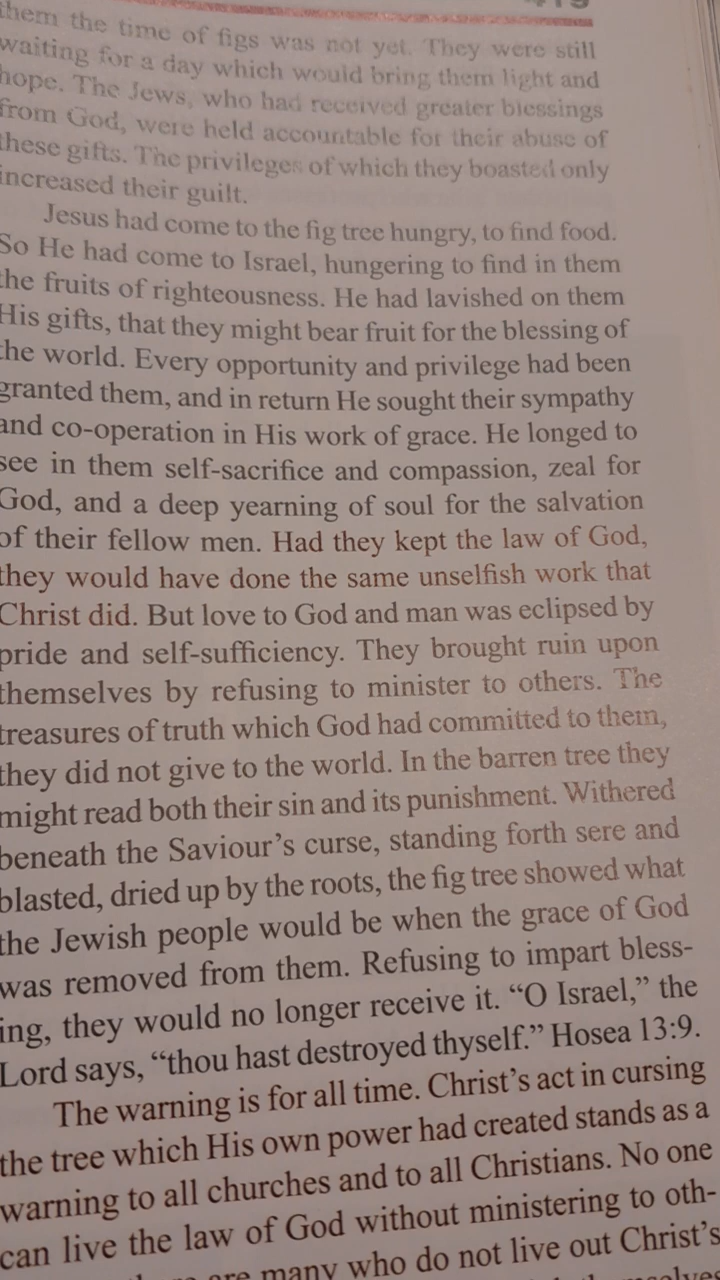 them the time of figs was not yet. They were still
waiting for a day which would bring them light and
hope. The Jews, who had received greater blessings
from God, were held accountable for their abuse of
these gifts. The privileges of which they boasted only
increased their guilt.
Jesus had come to the fig tree hungry, to find food.
So He had come to Israel, hungering to find in them
the fruits of righteousness. He had lavished on them
His gifts, that they might bear fruit for the blessing of
the world. Every opportunity and privilege had been
granted them, and in return He sought their sympathy
and co-operation in His work of grace. He longed to
see in them self-sacrifice and compassion, zeal for
God, and a deep yearning of soul for the salvation
of their fellow men. Had they kept the law of God,
they would have done the same unselfish work that
Christ did. But love to God and man was eclipsed by
pride and self-sufficiency. They brought ruin upon
themselves by refusing to minister to others. The
treasures of truth which God had committed to them,
they did not give to the world. In the barren tree they
might read both their sin and its punishment. Withered
beneath the Saviour's curse, standing forth sere and
blasted, dried up by the roots, the fig tree showed what
the Jewish people would be when the grace of God
was removed from them. Refusing to impart bless-
ing, they would no longer receive it. “O Israel,” the
Lord says, “thou hast destroyed thyself.” Hosea 13:9.
The warning is for all time. Christ's act in cursing
the tree which His own power had created stands as a
warning to all churches and to all Christians. No one
can live the law of God without ministering to oth-
are many who do not live out Christ's